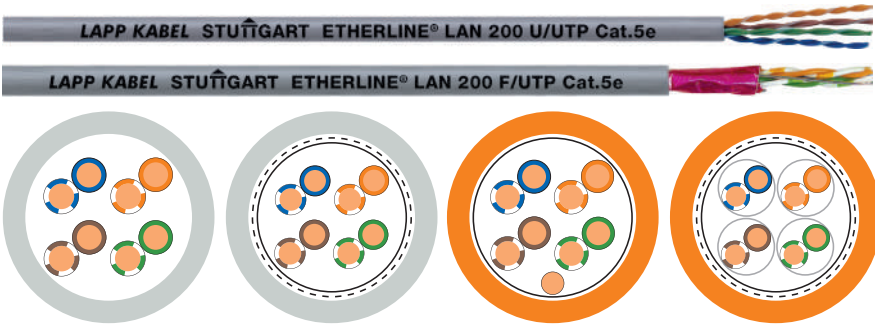 LAPP KABEL STUTTGART ETHERLINE® LAN 200 U/UTP Cat.5e
LAPP KABEL STUTTGART ETHERLINE® LAN 200 F/UTP Cat.5e